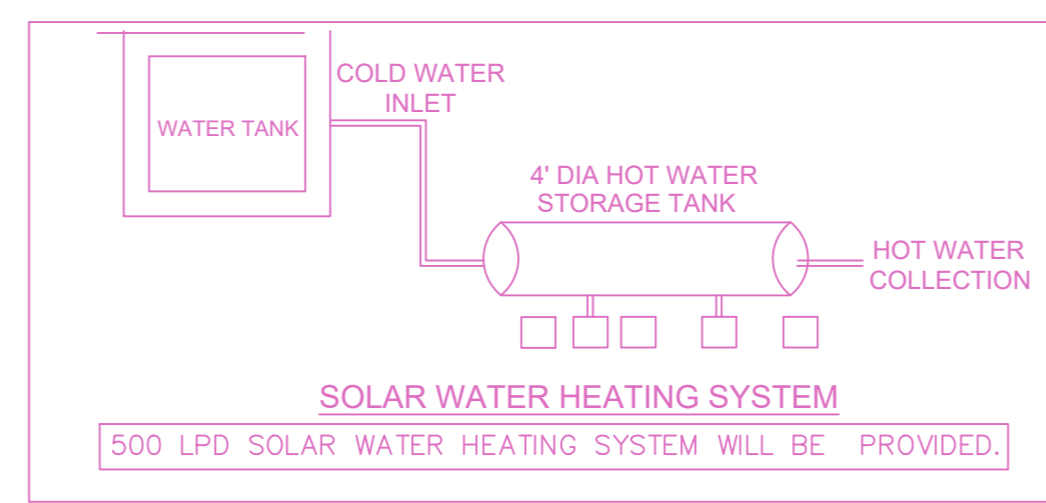 COLD WATER
INLET
WATER TANK
4' DIA HOT WATER
STORAGE TANK
HOT WATER
COLLECTION
SOLAR WATER HEATING SYSTEM
500 LPD SOLAR WATER HEATING SYSTEM WILL BE PROVIDED.